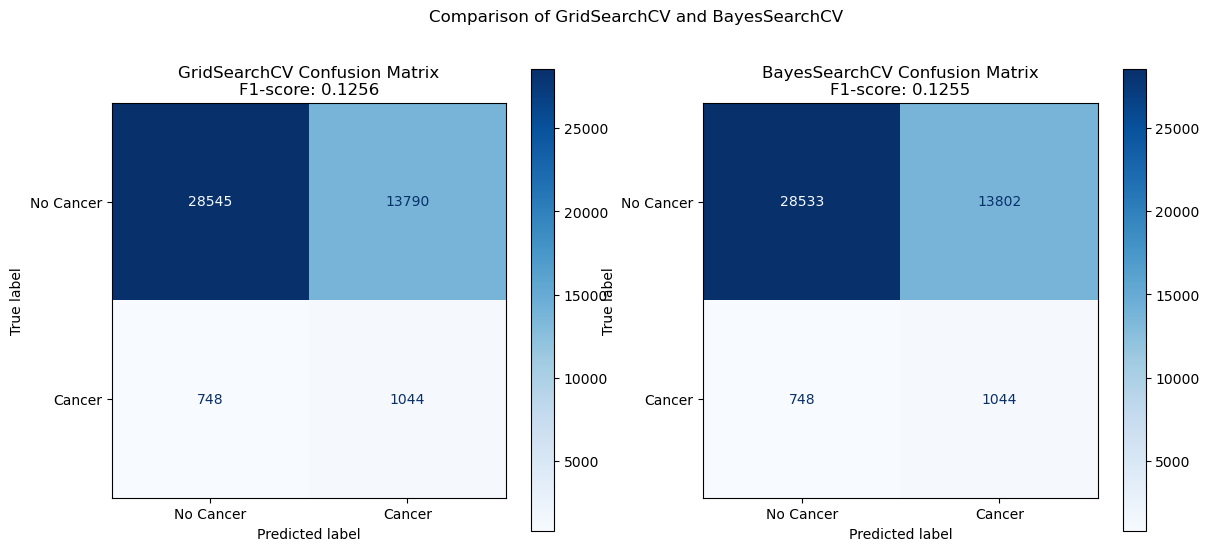 Comparison of GridSearchCV and BayesSearchCV
GridSearchCV Confusion Matrix
F1-score: 0.1256
No Cancer
Cancer
True label
28545
13790
748
1044
No Cancer
Cancer
Predicted label
25000
20000
15000
10000
5000
BayesSearchCV Confusion Matrix
F1-score: 0.1255
No Cancer
Cancer
True label
28533
13802
748
1044
No Cancer
Cancer
Predicted label
25000
20000
15000
10000
5000